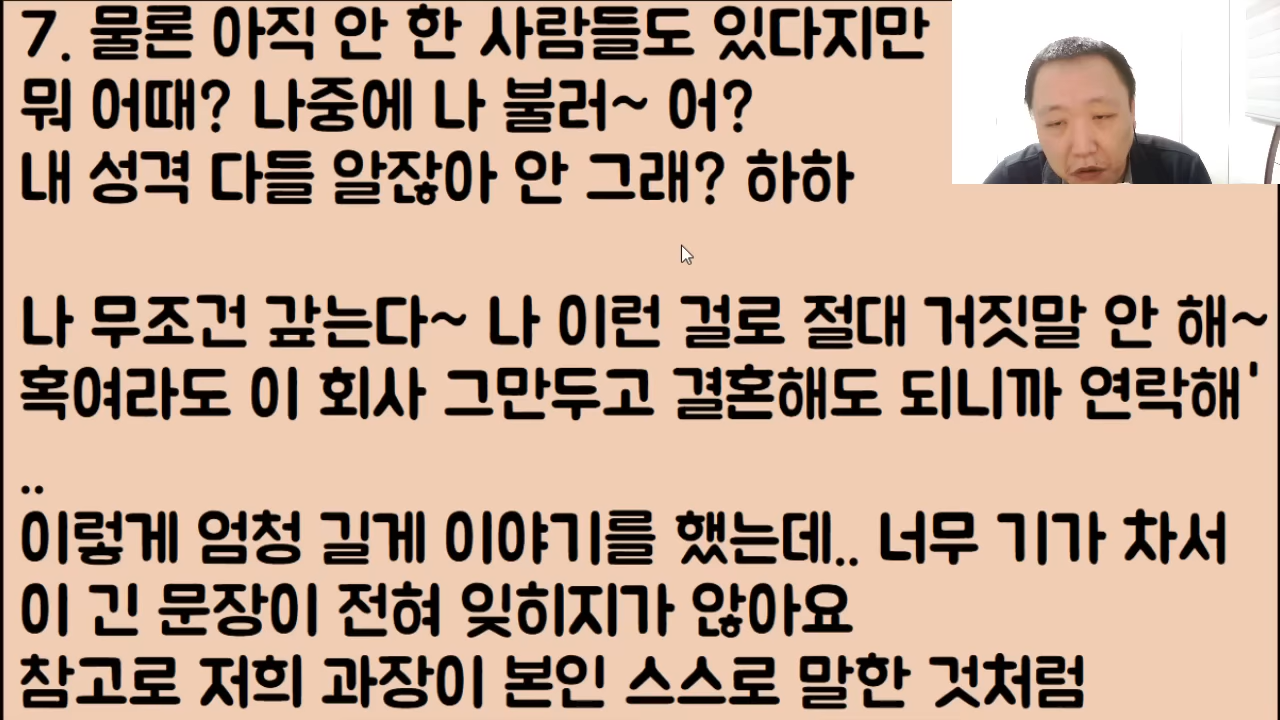 7. 물론 아직 안 한 사람들도 있다지만
뭐 어때? 나중에 나 불러~ 어?
내 성격 다들 알잖아 안 그래? 하하
나 무조건 갚는다~ 나 이런 걸로 절대 거짓말 안 해~
혹여라도 이 회사 그만두고 결혼해도 되니까 연락해'
..
이렇게 엄청 길게 이야기를 했는데.. 너무 기가 차서
이 긴 문장이 전혀 잊히지가 않아요
참고로 저희 과장이 본인 스스로 말한 것처럼